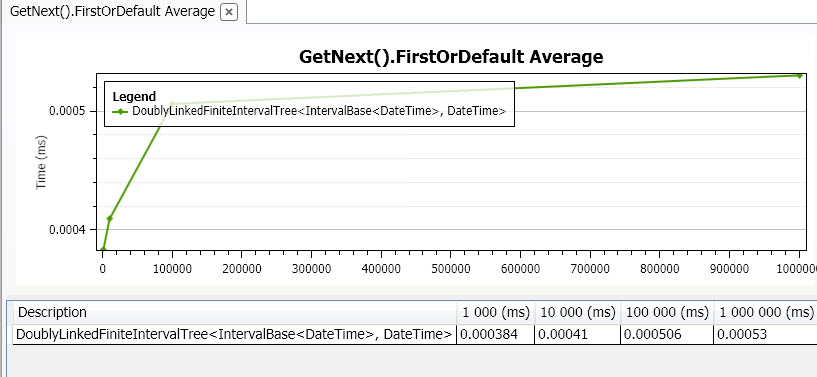 GetNext().FirstOrDefault Average
GetNext().FirstOrDefault Average
Legend
DoublyLinkedFiniteIntervalTree<IntervalBase<DateTime>, DateTime>
0.0005
Time (ms)
0.0004
0 100000 200000 300000 400000 500000 600000 700000 800000 900000 100000
Description 1 000 (ms) 10 000 (ms) 100 000 (ms) 1 000 000 (ms)
DoublyLinkedFiniteIntervalTree<IntervalBase<DateTime>, DateTime> 0.000384 0.00041 0.000506 0.00053